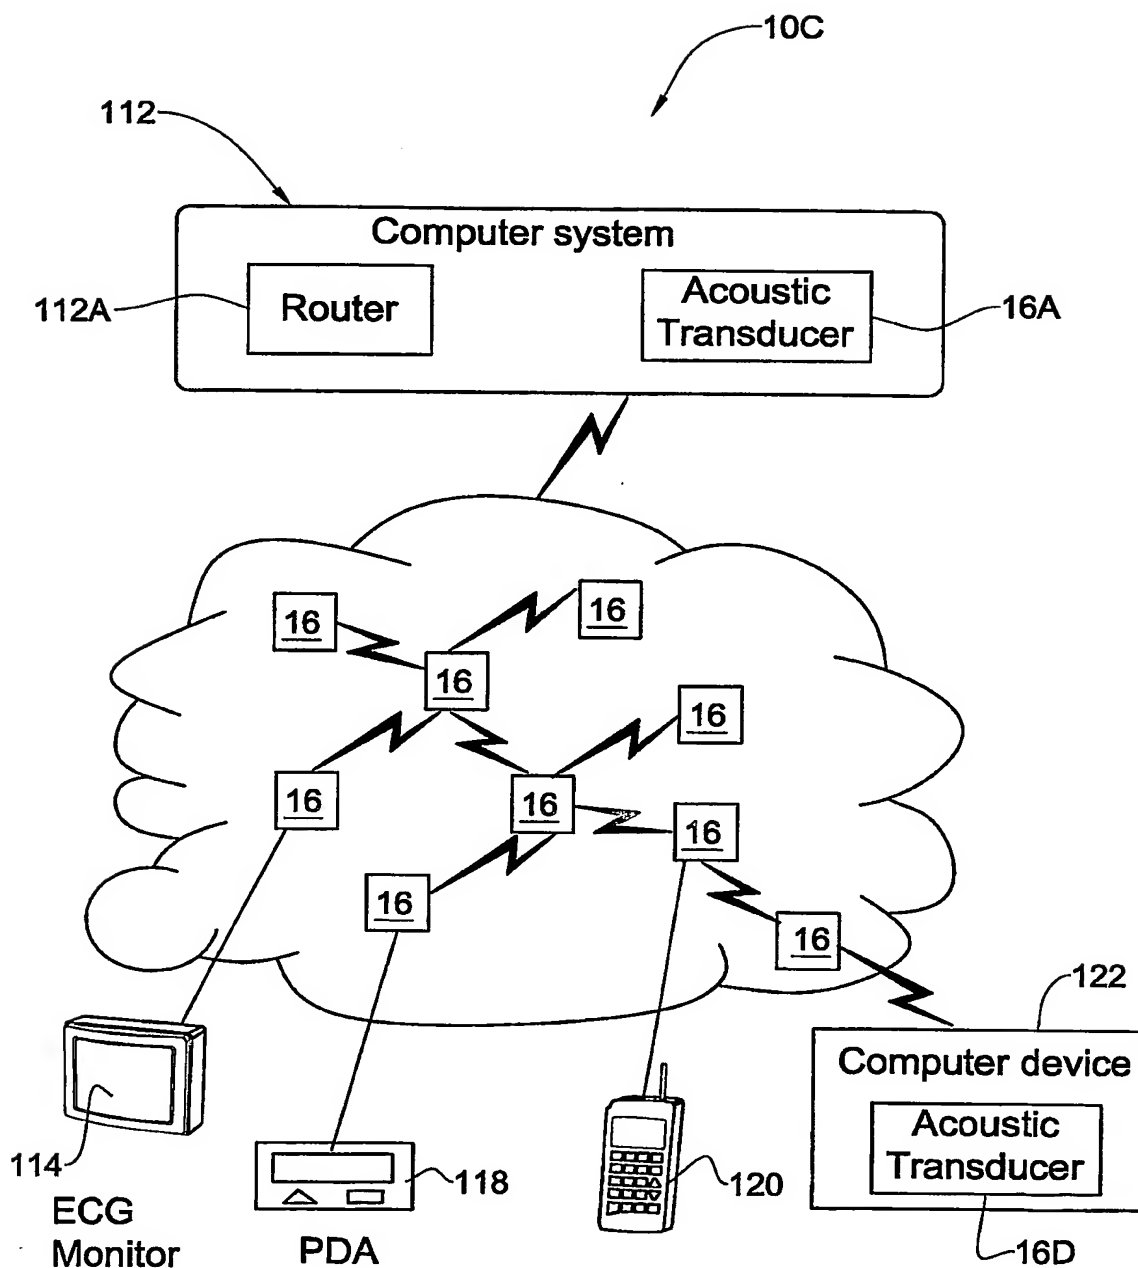 10C
112
Computer system
112A
Router
Acoustic
Transducer
16A
16
16
16
16
16
16
16
16
16
122
Computer device
Acoustic
Transducer
114
118
120
ECG
Monitor
PDA
16D